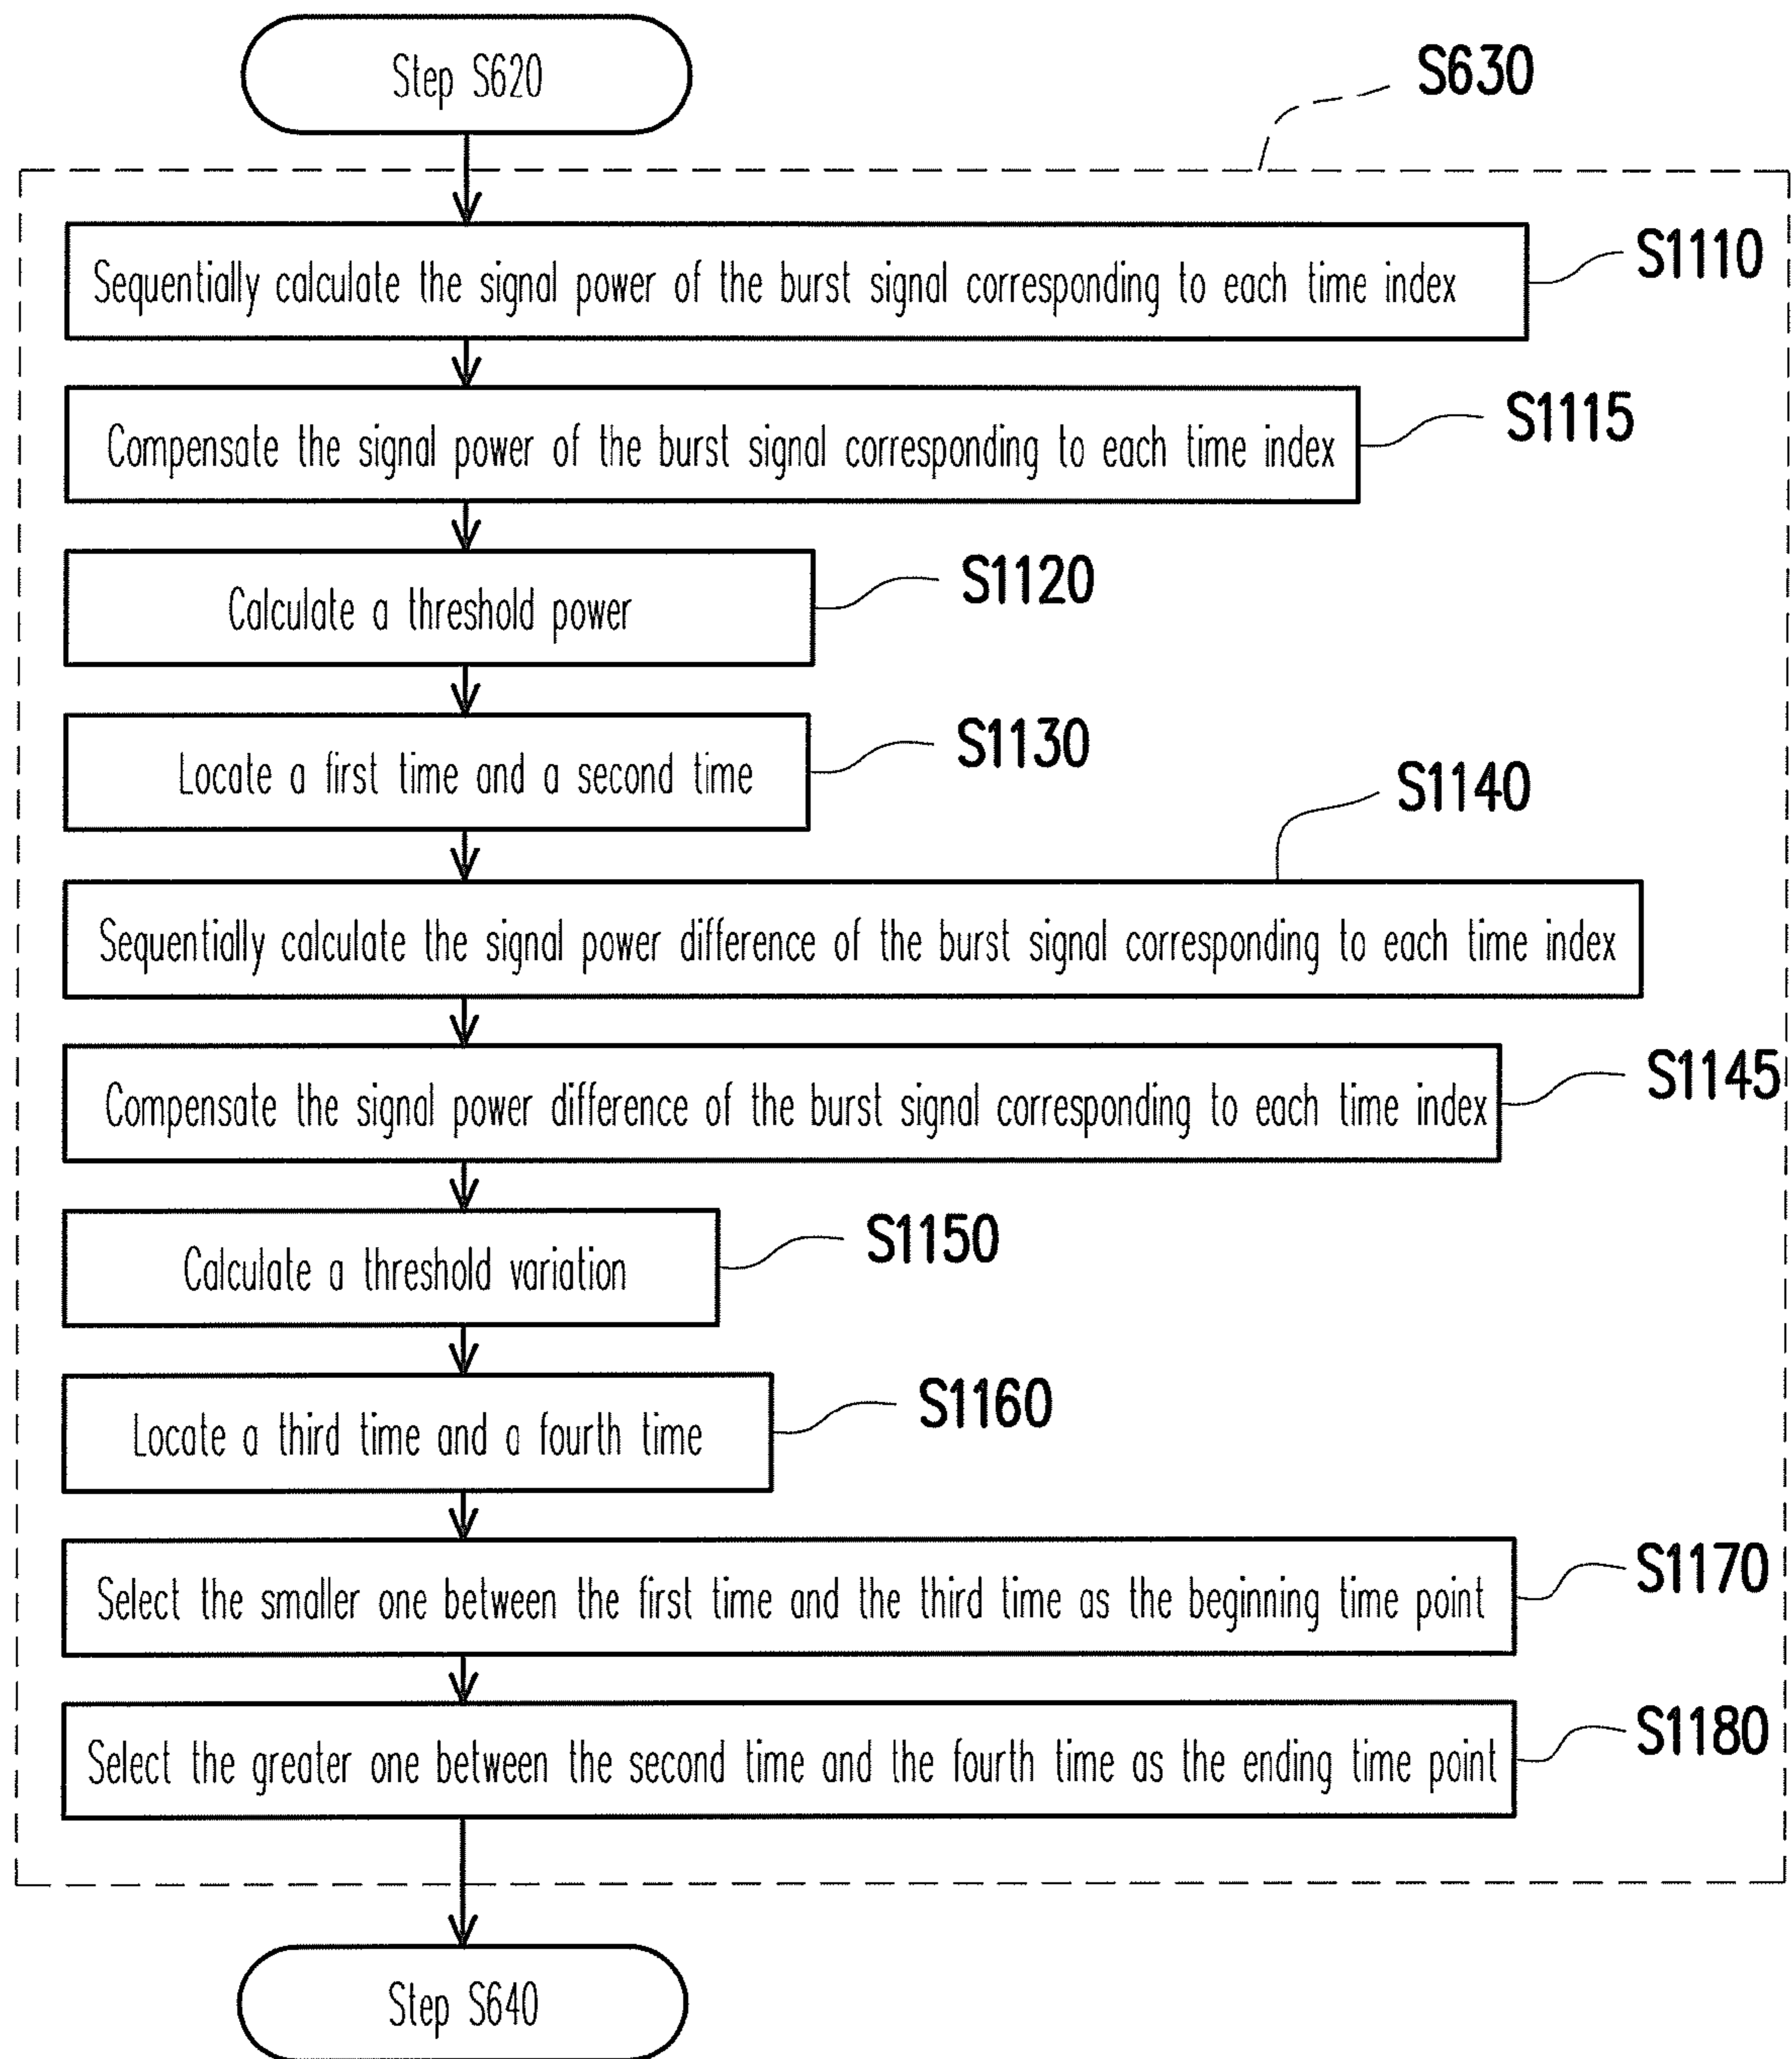 Step S620
S630
Sequentially calculate the signal power of the burst signal corresponding to each time index
S1110
Compensate the signal power of the burst signal corresponding to each time index
S1115
Calculate a threshold power
S1120
Locate a first time and a second time
S1130
S1140
Sequentially calculate the signal power difference of the burst signal corresponding to each time index
Compensate the signal power difference of the burst signal corresponding to each time index
S1145
Calculate a threshold variation
S1150
Locate a third time and a fourth time
S1160
Select the smaller one between the first time and the third time as the beginning time point
S1170
Select the greater one between the second time and the fourth time as the ending time point
S1180
Step S640